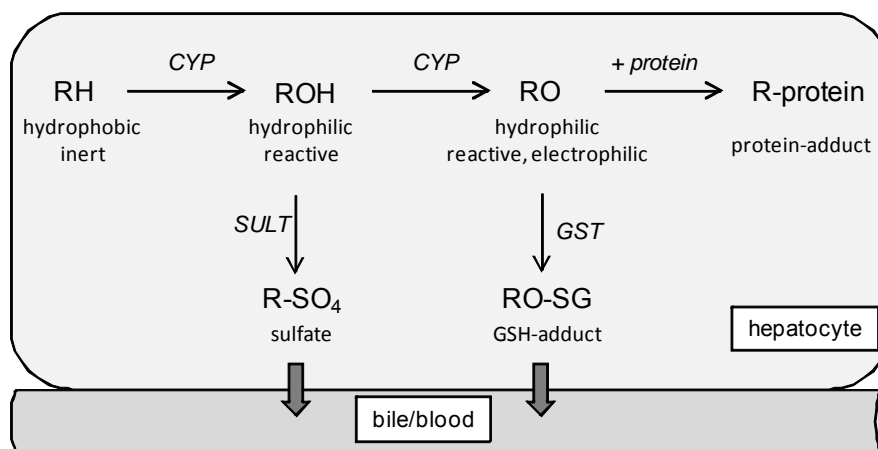 CYP CYP + protein
RH ROH RO R-protein
hydrophobic hydrophilic hydrophilic protein-adduct
inert reactive reactive, electrophilic
SULT GST
R-SO₄ RO-SG
sulfate GSH-adduct
hepatocyte
bile/blood